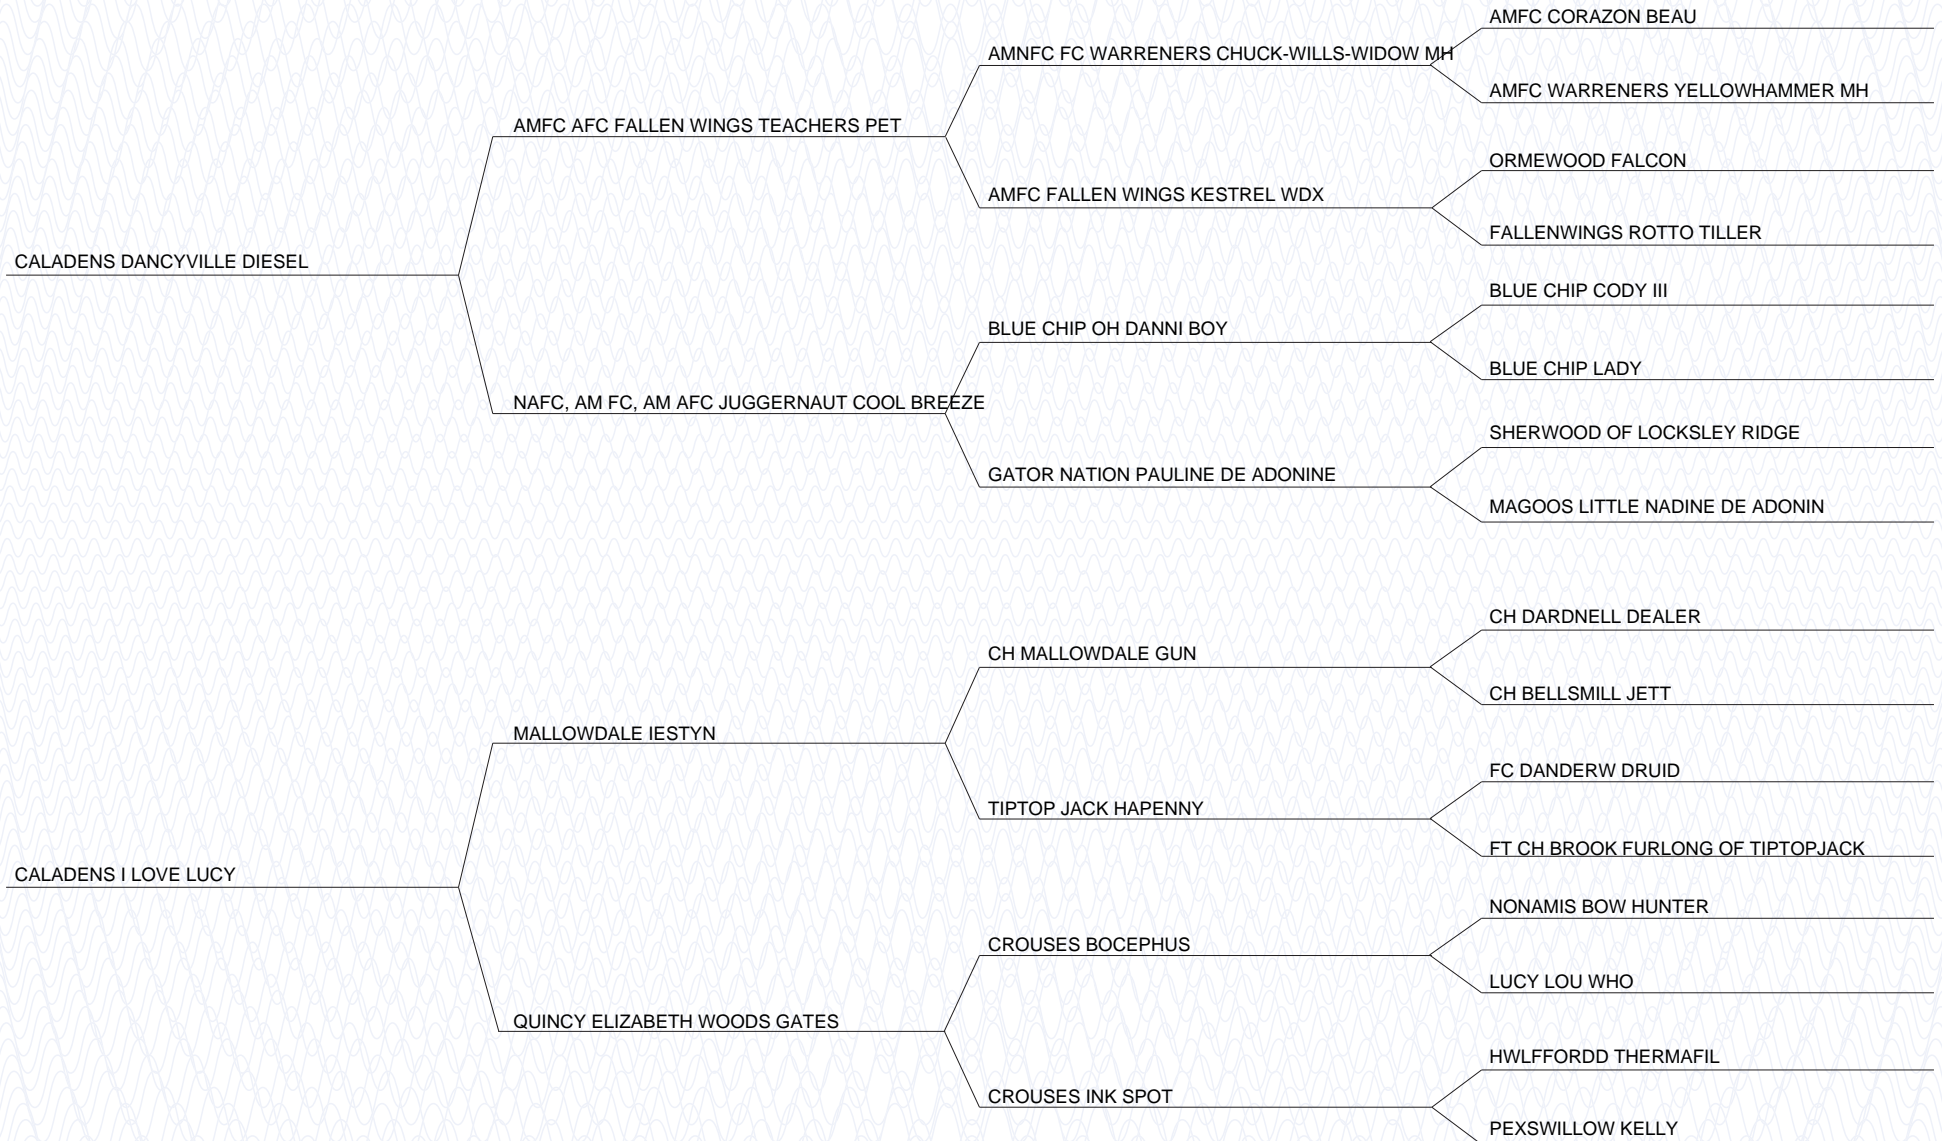 AMFC CORAZON BEAU
AMNFC FC WARRENERS CHUCK-WILLS-WIDOW MH
AMFC WARRENERS YELLOWHAMMER MH
AMFC AFC FALLEN WINGS TEACHERS PET
ORMEWOOD FALCON
AMFC FALLEN WINGS KESTREL WDX
FALLENWINGS ROTTO TILLER
CALADENS DANCYVILLE DIESEL
BLUE CHIP CODY III
BLUE CHIP OH DANNI BOY
BLUE CHIP LADY
NAFC, AM FC, AM AFC JUGGERNAUT COOL BREEZE
SHERWOOD OF LOCKSLEY RIDGE
GATOR NATION PAULINE DE ADONINE
MAGOOS LITTLE NADINE DE ADONIN
CH DARDNELL DEALER
CH MALLOWDALE GUN
CH BELLSMILL JETT
MALLOWDALE IESTYN
FC DANDERW DRUID
TIPTOP JACK HAPENNY
FT CH BROOK FURLONG OF TIPTOPJACK
CALADENS I LOVE LUCY
NONAMIS BOW HUNTER
CROUSES BOCEPHUS
LUCY LOU WHO
QUINCY ELIZABETH WOODS GATES
HWLFFORDD THERMAFIL
CROUSES INK SPOT
PEXSWILLOW KELLY